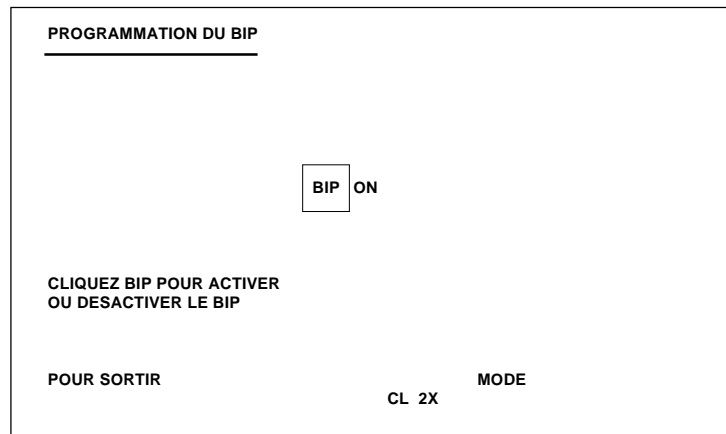 PROGRAMMATION DU BIP
BIP ON
CLIQUEZ BIP POUR ACTIVER
OU DESACTIVER LE BIP
POUR SORTIR MODE
CL 2X